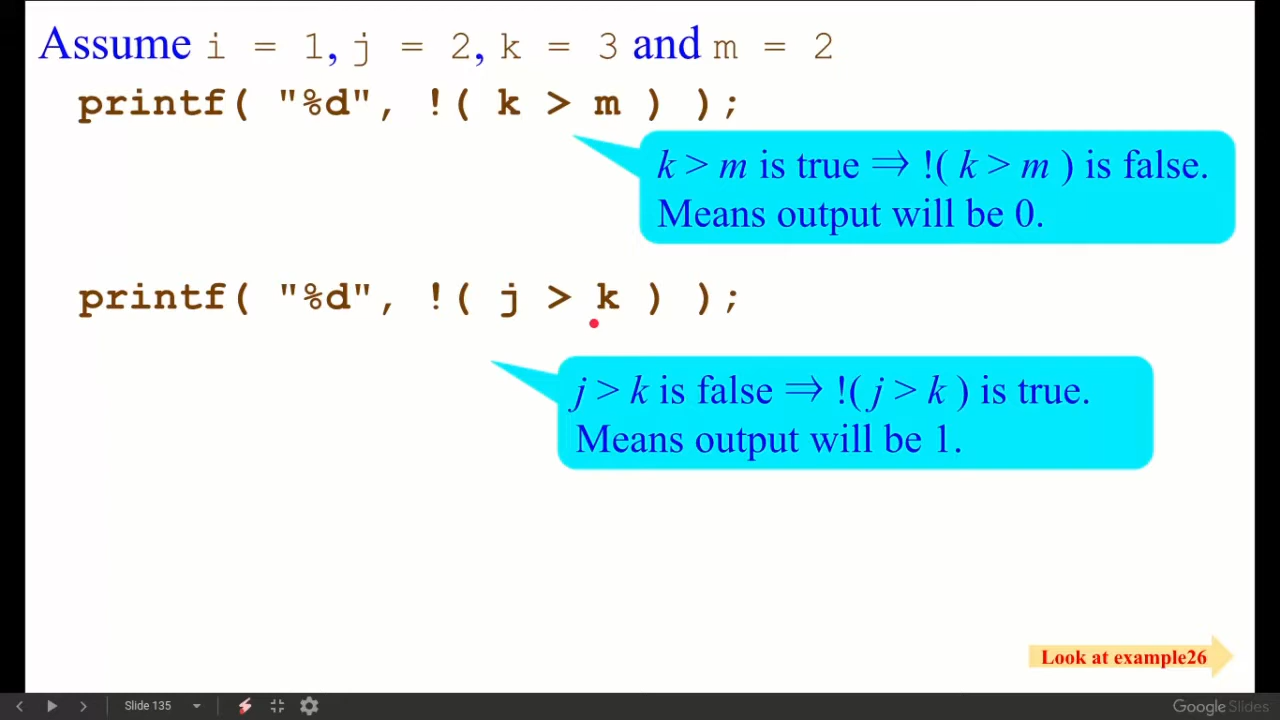 Assume i = 1, j = 2, k = 3 and m = 2
printf( "%d", !( k > m ) );
k > m is true ⇒ !( k > m ) is false.
Means output will be 0.
printf( "%d", !( j > k ) );
j > k is false ⇒ !( j > k ) is true.
Means output will be 1.
Look at example26
Slide 135
Google Slides